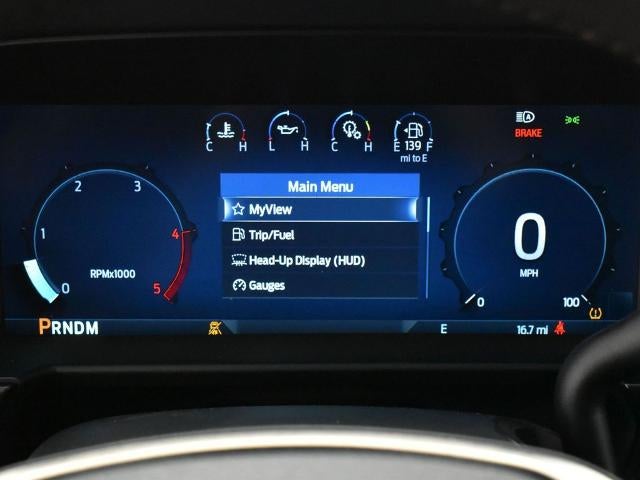 C H
L H
C H
E 139 F
mi to E
A
BRAKE
Main Menu
MyView
Trip/Fuel
Head-Up Display (HUD)
Gauges
0 1 2 3 4 5
RPMx1000
0
MPH
0 100
PRNDM
E
16.7 mi